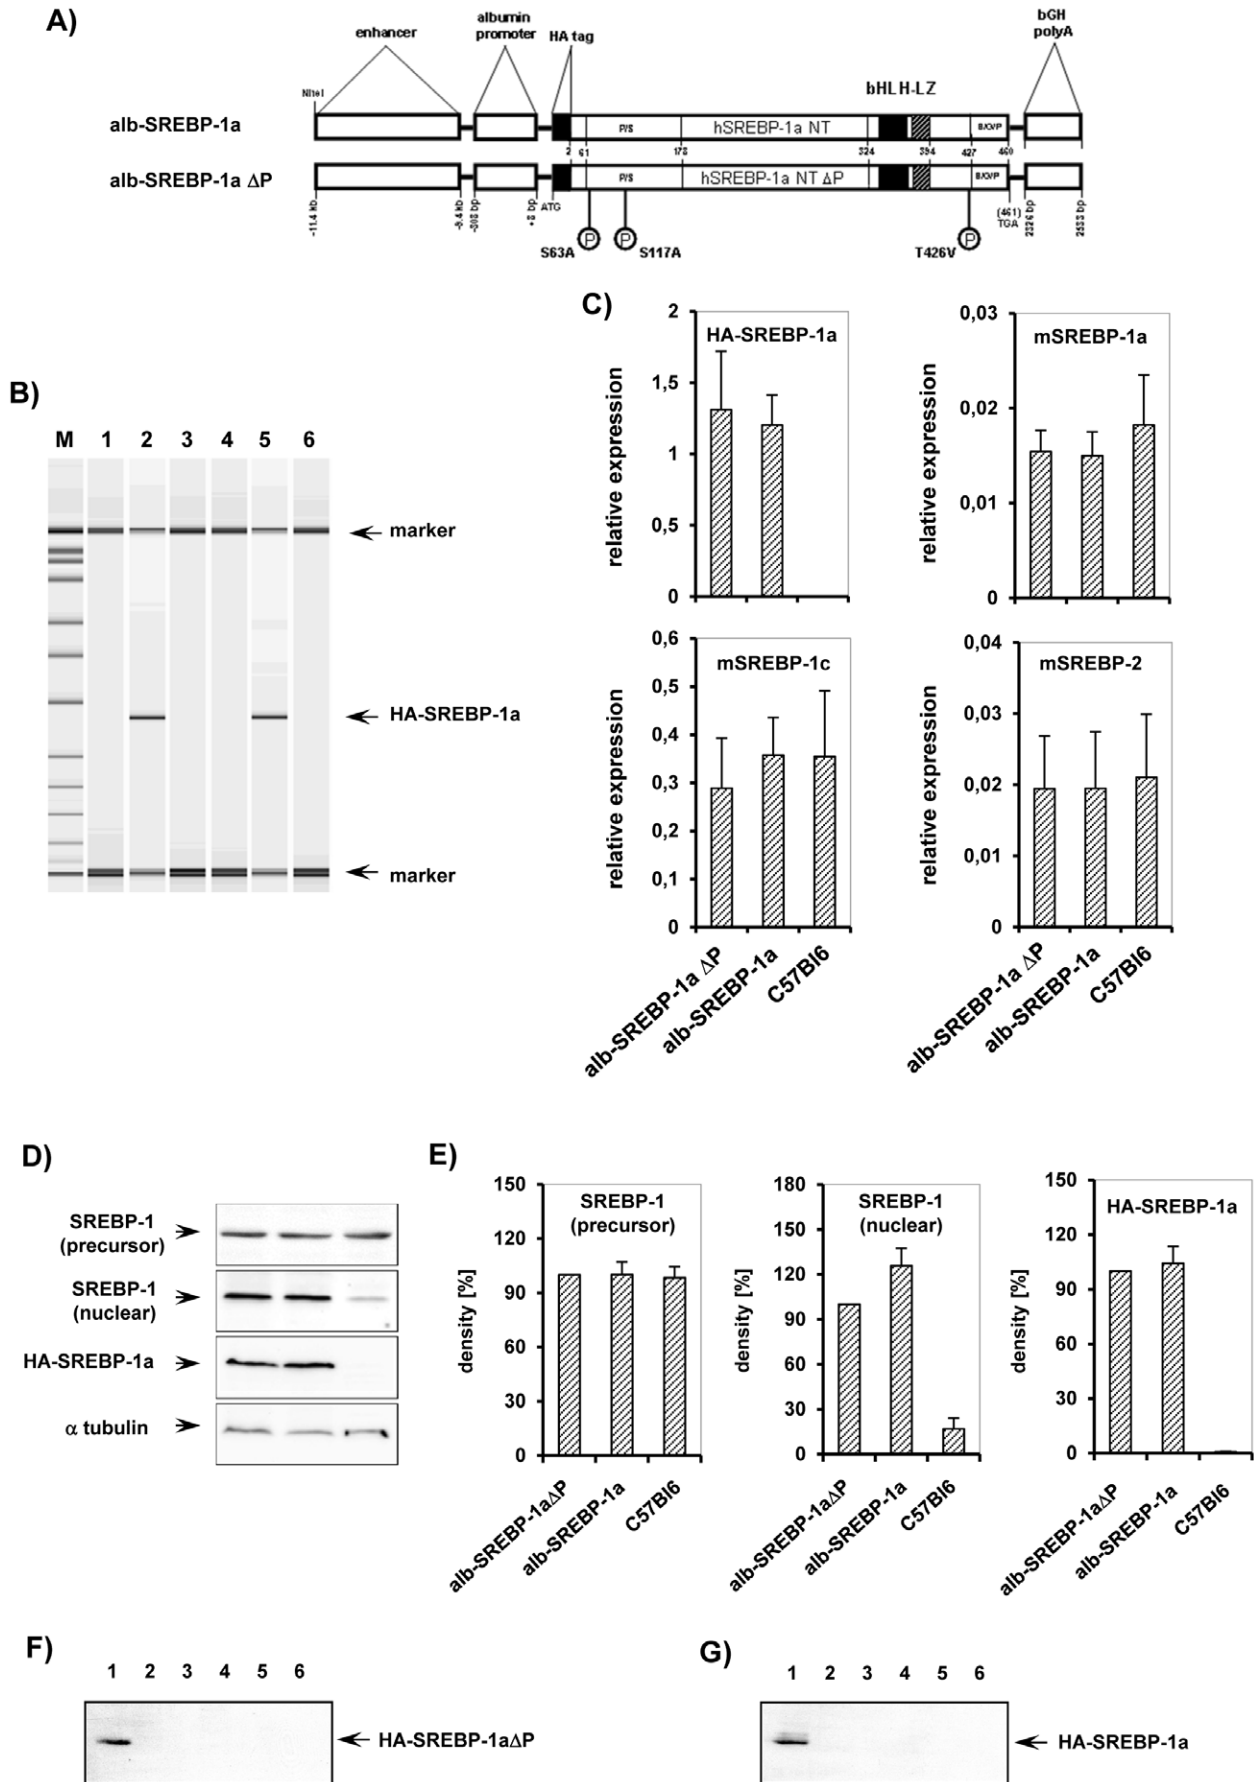 A)
enhancer
albumin
promoter
HA tag
bGH
polyA
bHLH-LZ
alb-SREBP-1a
P/S
hSREBP-1a NT
2
61
178
324
394
427
460
alb-SREBP-1a ΔP
P/S
hSREBP-1a NT ΔP
-11.4 kb
-9.4 kb
+8 bp
ATG
(461)
TGA
P
S63A
P
S117A
T426V
P
B)
M 1 2 3 4 5 6
marker
HA-SREBP-1a
marker
C)
HA-SREBP-1a
relative expression
2
1,5
1
0,5
0
mSREBP-1a
relative expression
0,03
0,02
0,01
0
mSREBP-1c
relative expression
0,6
0,5
0,4
0,3
0,2
0,1
0
alb-SREBP-1a ΔP
alb-SREBP-1a
C57Bl6
mSREBP-2
relative expression
0,04
0,03
0,02
0,01
0
alb-SREBP-1a ΔP
alb-SREBP-1a
C57Bl6
D)
SREBP-1
(precursor)
SREBP-1
(nuclear)
HA-SREBP-1a
α tubulin
E)
SREBP-1
(precursor)
density [%]
150
120
90
60
30
0
alb-SREBP-1aΔP
alb-SREBP-1a
C57Bl6
SREBP-1
(nuclear)
density [%]
180
150
120
90
60
30
0
alb-SREBP-1aΔP
alb-SREBP-1a
C57Bl6
HA-SREBP-1a
density [%]
150
120
90
60
30
0
alb-SREBP-1aΔP
alb-SREBP-1a
C57Bl6
F)
1 2 3 4 5 6
HA-SREBP-1aΔP
G)
1 2 3 4 5 6
HA-SREBP-1a